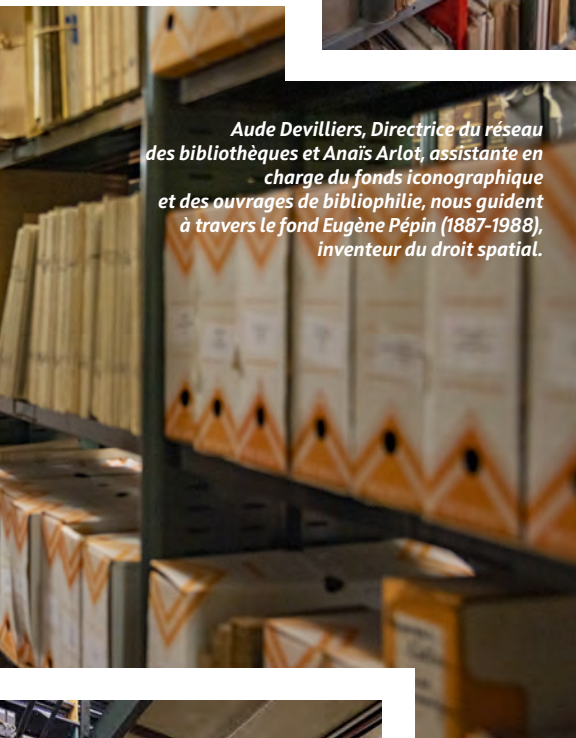 Aude Devilliers, Directrice du réseau
des bibliothèques et Anaïs Arlot, assistante en
charge du fonds iconographique
et des ouvrages de bibliophilie, nous guident
à travers le fond Eugène Pépin (1887-1988),
inventeur du droit spatial.